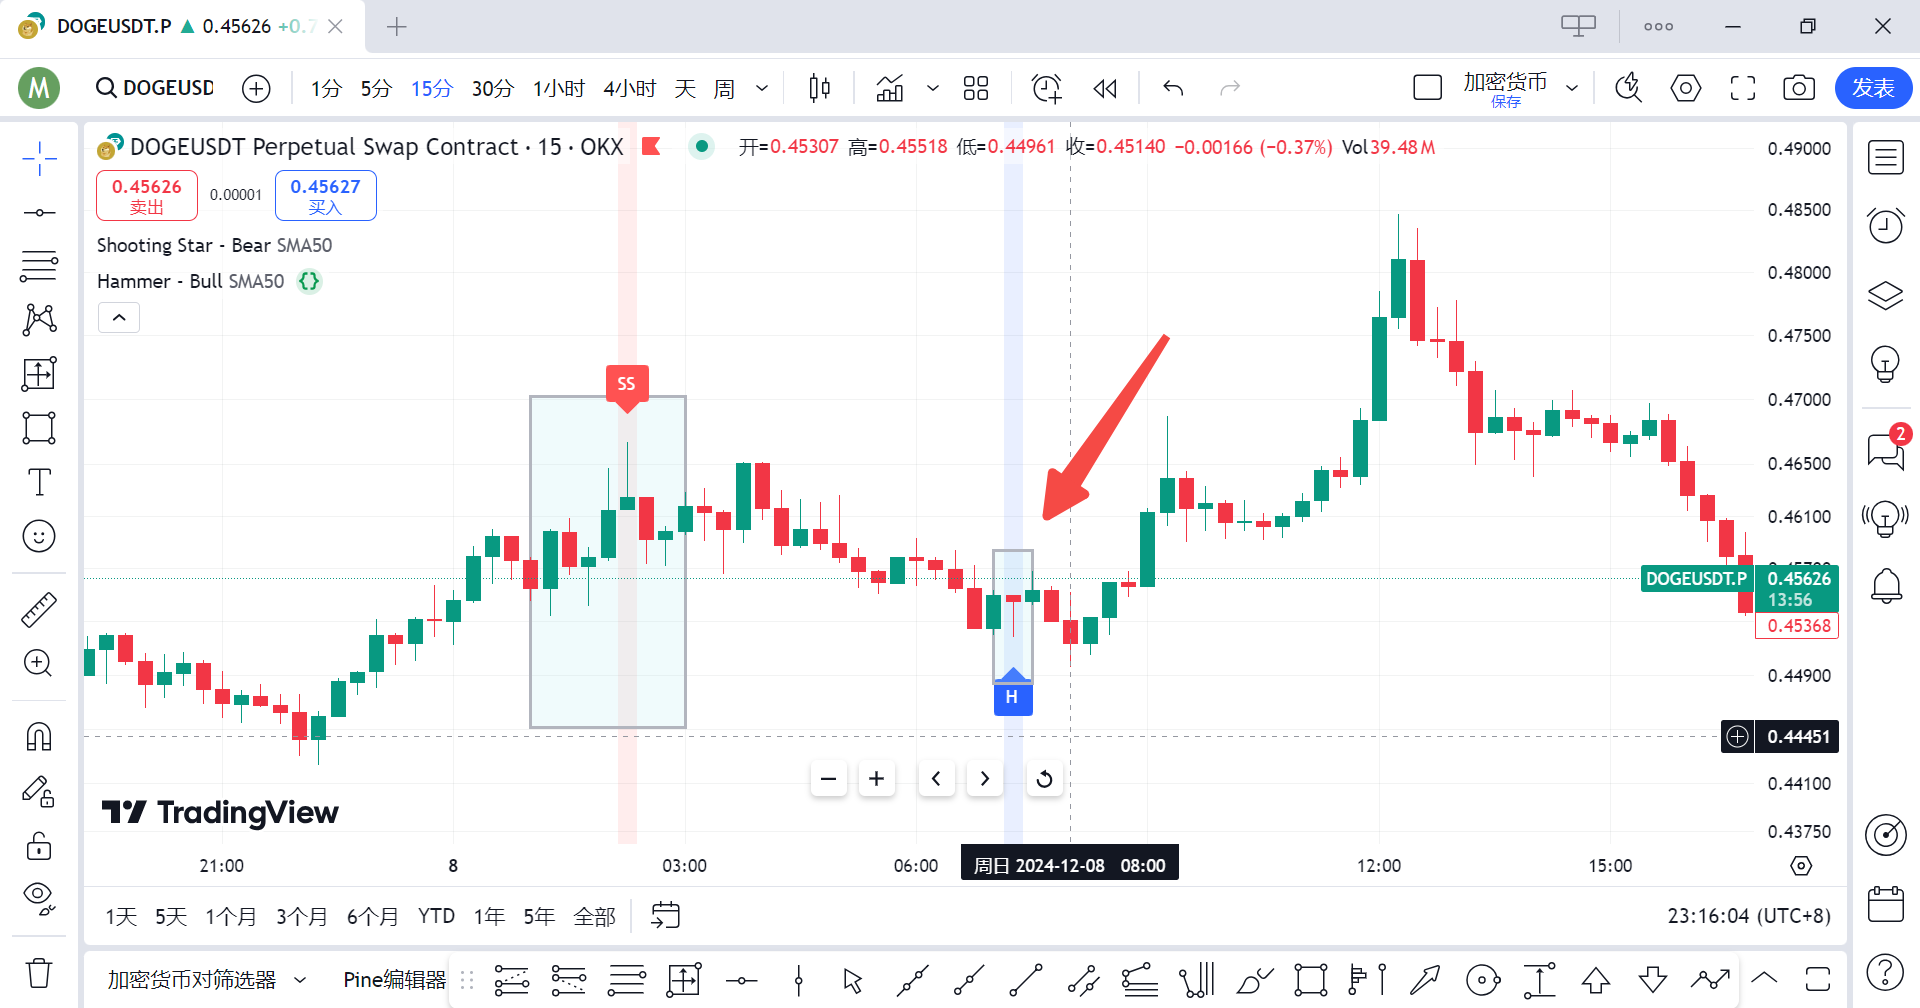 DOGEUSDT.P ▲ 0.45626 +0.7
M DOGEUSD 1分 5分 15分 30分 1小时 4小时 天 周 加密货币 保存 发表
DOGEUSDT Perpetual Swap Contract · 15 · OKX 开=0.45307 高=0.45518 低=0.44961 收=0.45140 −0.00166 (−0.37%) Vol39.48 M
0.45626 卖出 0.00001 0.45627 买入
Shooting Star - Bear SMA50
Hammer - Bull SMA50 {}
SS
H
0.49000
0.48500
0.48000
0.47500
0.47000
0.46500
0.46100
DOGEUSDT.P 0.45626
13:56
0.45368
0.44900
0.44451
0.44100
0.43750
2
TradingView
21:00 8 03:00 06:00 周日 2024-12-08 08:00 12:00 15:00
1天 5天 1个月 3个月 6个月 YTD 1年 5年 全部 23:16:04 (UTC+8)
加密货币对筛选器 Pine编辑器